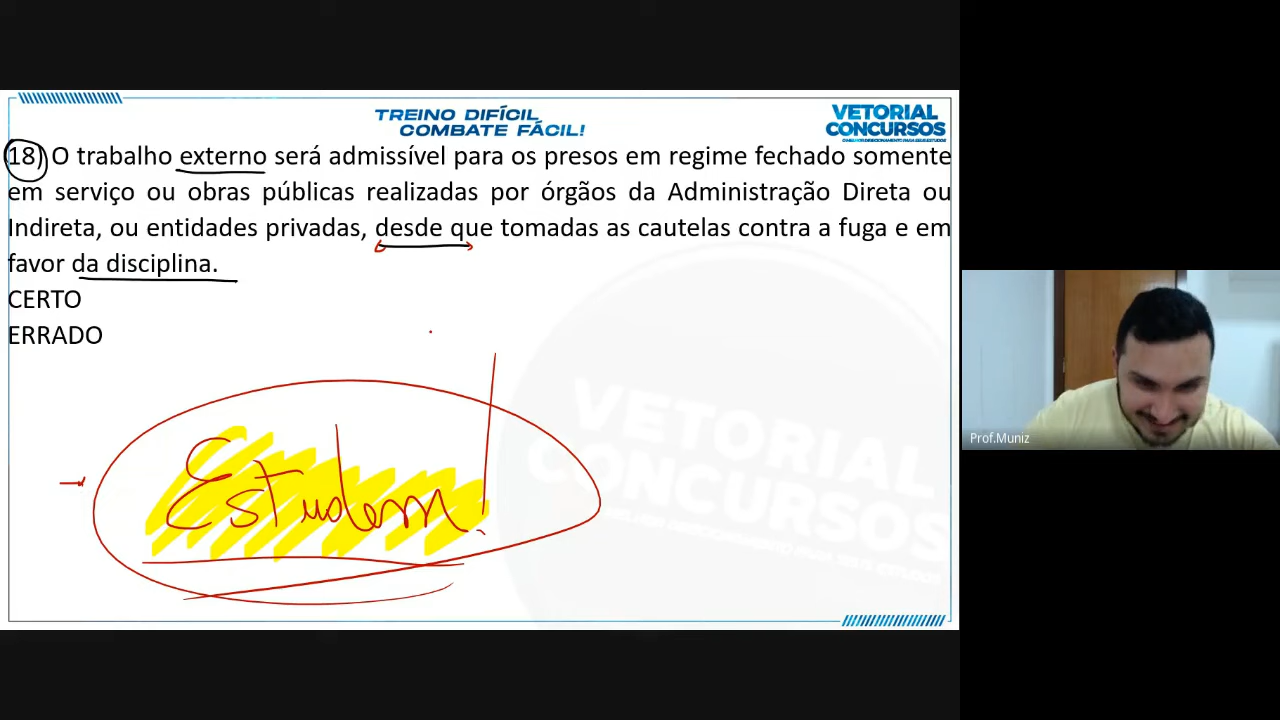 TREINO DIFÍCIL
COMBATE FÁCIL!
VETORIAL
CONCURSOS
18) O trabalho externo será admissível para os presos em regime fechado somente
em serviço ou obras públicas realizadas por órgãos da Administração Direta ou
Indireta, ou entidades privadas, desde que tomadas as cautelas contra a fuga e em
favor da disciplina.
CERTO
ERRADO
Estudem!
VETORIAL
CONCURSOS
Prof.Muniz